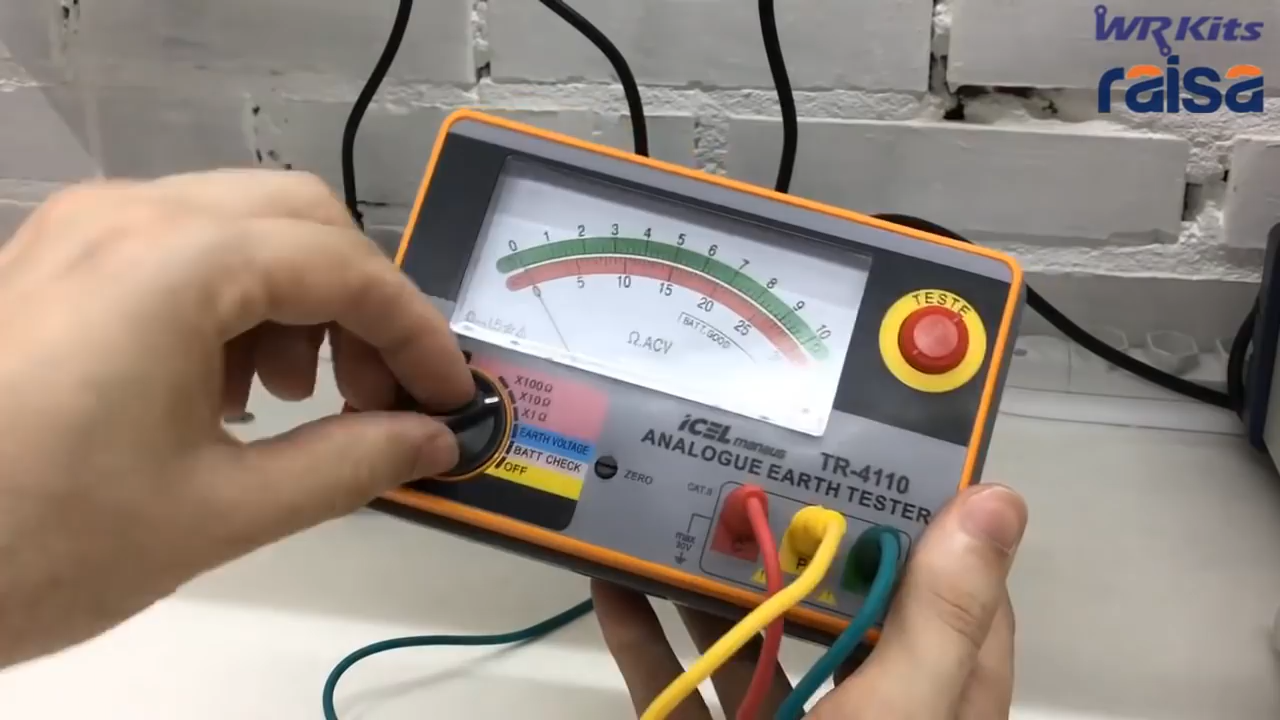 WR Kits
raisa
0 1 2 3 4 5 6 7 8 9 10
0 5 10 15 20 25
BATT. GOOD
Ω.ACV
TESTE
X100Ω
X10Ω
X1Ω
EARTH VOLTAGE
BATT CHECK
OFF
ZERO
iCEL manaus
ANALOGUE EARTH TESTER
TR-4110
CAT.II
max
P